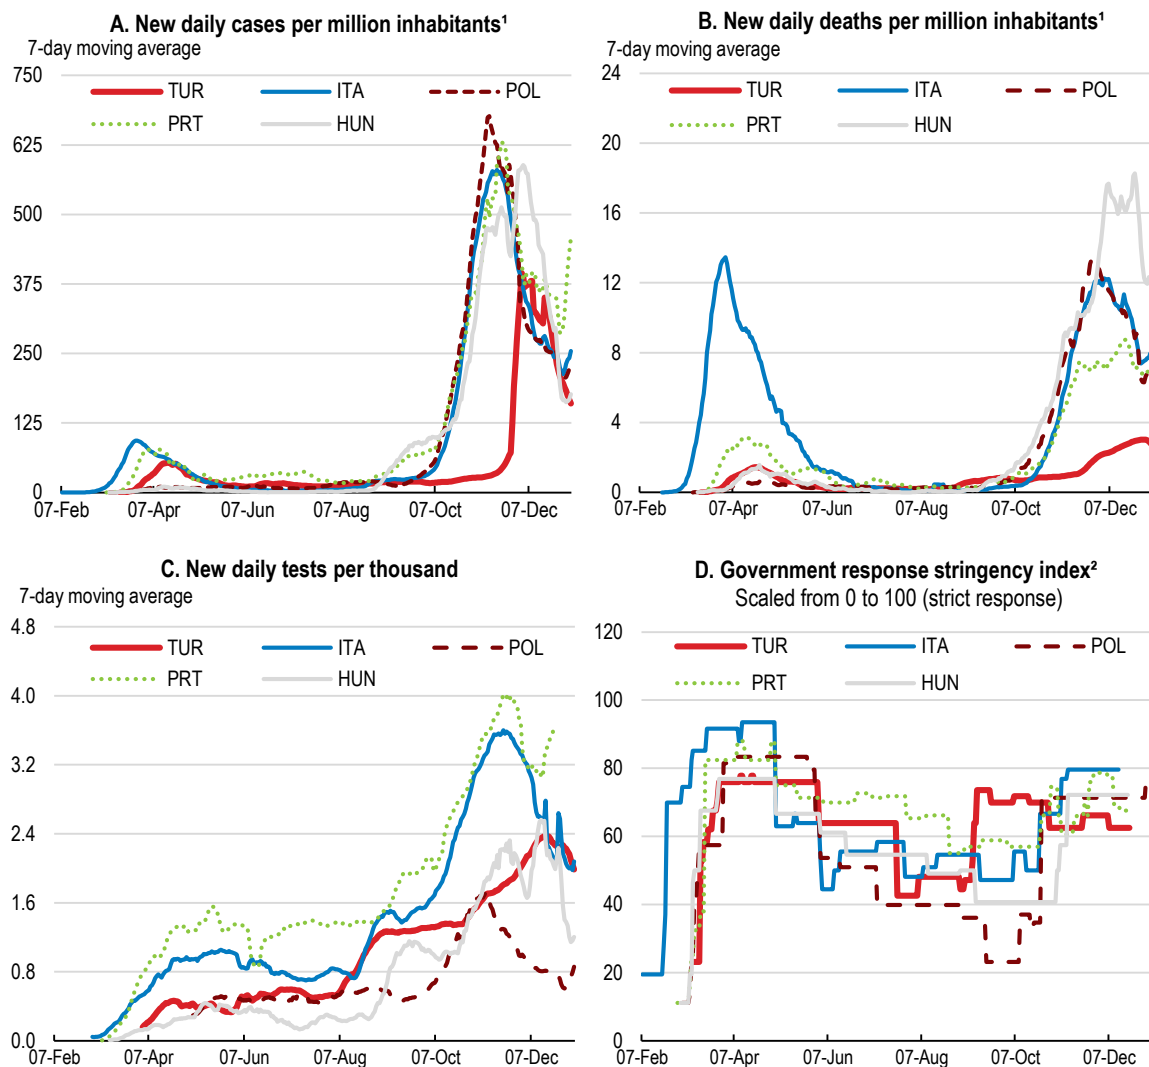 A. New daily cases per million inhabitants¹
7-day moving average
750
625
500
375
250
125
0
TUR
ITA
POL
PRT
HUN
07-Feb
07-Apr
07-Jun
07-Aug
07-Oct
07-Dec
B. New daily deaths per million inhabitants¹
7-day moving average
24
20
16
12
8
4
0
TUR
ITA
POL
PRT
HUN
07-Feb
07-Apr
07-Jun
07-Aug
07-Oct
07-Dec
C. New daily tests per thousand
7-day moving average
4.8
4.0
3.2
2.4
1.6
0.8
0.0
TUR
ITA
POL
PRT
HUN
07-Feb
07-Apr
07-Jun
07-Aug
07-Oct
07-Dec
D. Government response stringency index²
Scaled from 0 to 100 (strict response)
120
100
80
60
40
20
0
TUR
ITA
POL
PRT
HUN
07-Feb
07-Apr
07-Jun
07-Aug
07-Oct
07-Dec